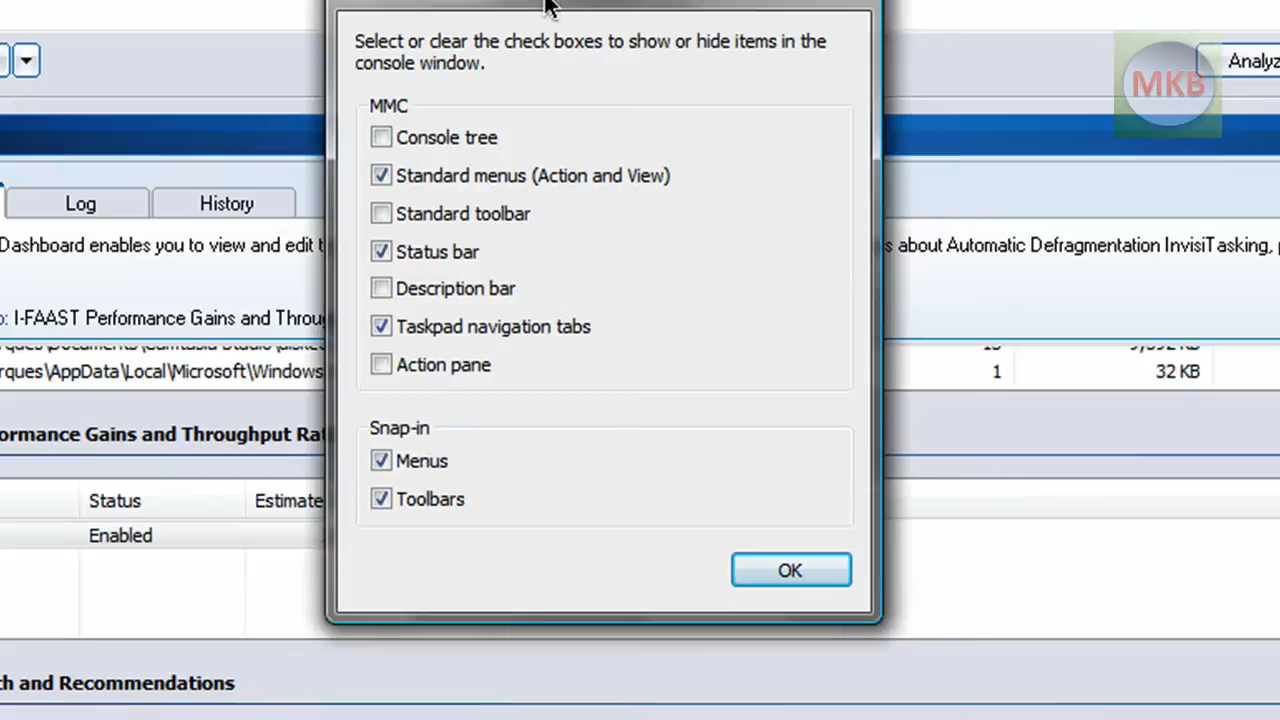 Select or clear the check boxes to show or hide items in the
console window.
MMC
Console tree
Standard menus (Action and View)
Standard toolbar
Status bar
Description bar
Taskpad navigation tabs
Action pane
Snap-in
Menus
Toolbars
OK
Analyz
MKB
Log
History
Dashboard enables you to view and edit t
s about Automatic Defragmentation InvisiTasking, p
o: I-FAAST Performance Gains and Throu
rques\AppData\Local\Microsoft\Windows
1
32 KB
ormance Gains and Throughput Rat
Status
Estimate
Enabled
ch and Recommendations